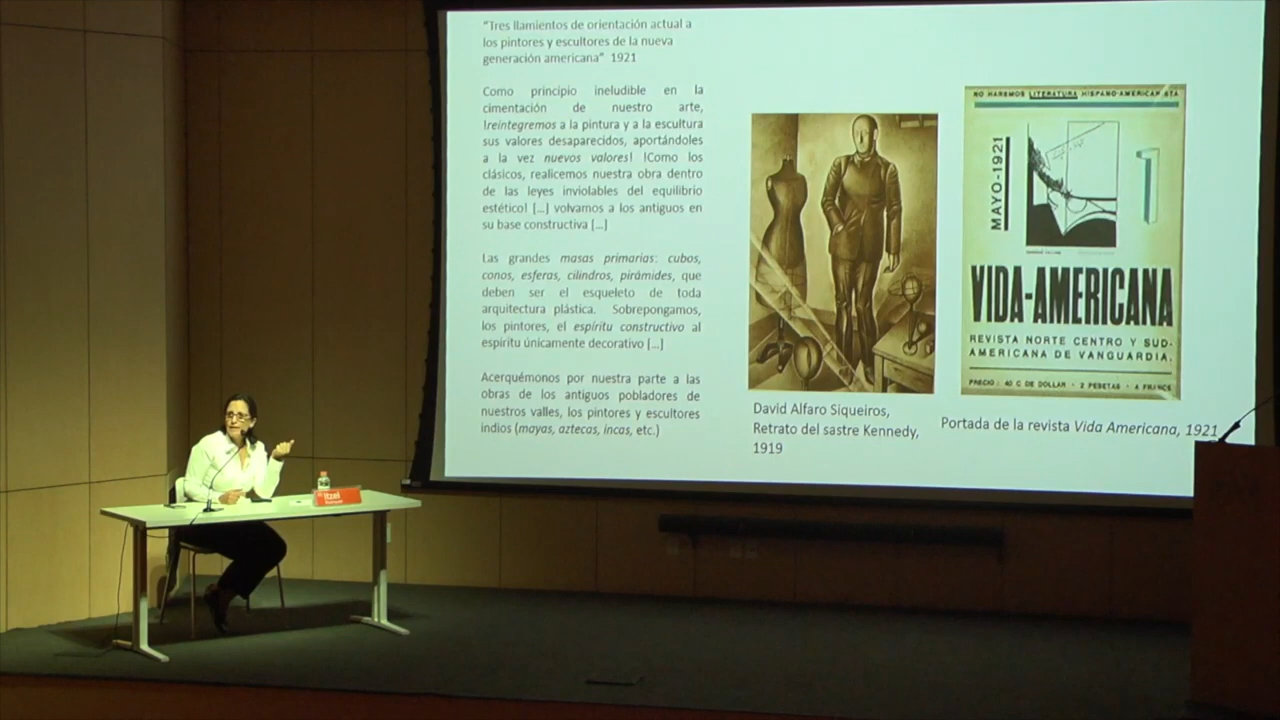 "Tres llamientos de orientación actual a
los pintores y escultores de la nueva
generación americana" 1921
Como principio ineludible en la
cimentación de nuestro arte,
!reintegremos a la pintura y a la escultura
sus valores desaparecidos, aportándoles
a la vez nuevos valores! !Como los
clásicos, realicemos nuestra obra dentro
de las leyes inviolables del equilibrio
estético! [...] volvamos a los antiguos en
su base constructiva [...]
Las grandes masas primarias: cubos,
conos, esferas, cilindros, pirámides, que
deben ser el esqueleto de toda
arquitectura plástica. Sobrepongamos,
los pintores, el espíritu constructivo al
espiritu únicamente decorativo [...]
Acerquémonos por nuestra parte a las
obras de los antiguos pobladores de
nuestros valles, los pintores y escultores
indios (mayas, aztecas, incas, etc.)
David Alfaro Siqueiros,
Retrato del sastre Kennedy,
1919
NO HAREMOS LITERATURA HISPANO-AMERICANISTA
MAYO-1921
1
VIDA-AMERICANA
REVISTA NORTE CENTRO Y SUD-
AMERICANA DE VANGUARDIA.
PRECIO: 40 C DE DOLLAR · 2 PESETAS · 4 FRANCS
Portada de la revista Vida Americana, 1921
Itzel